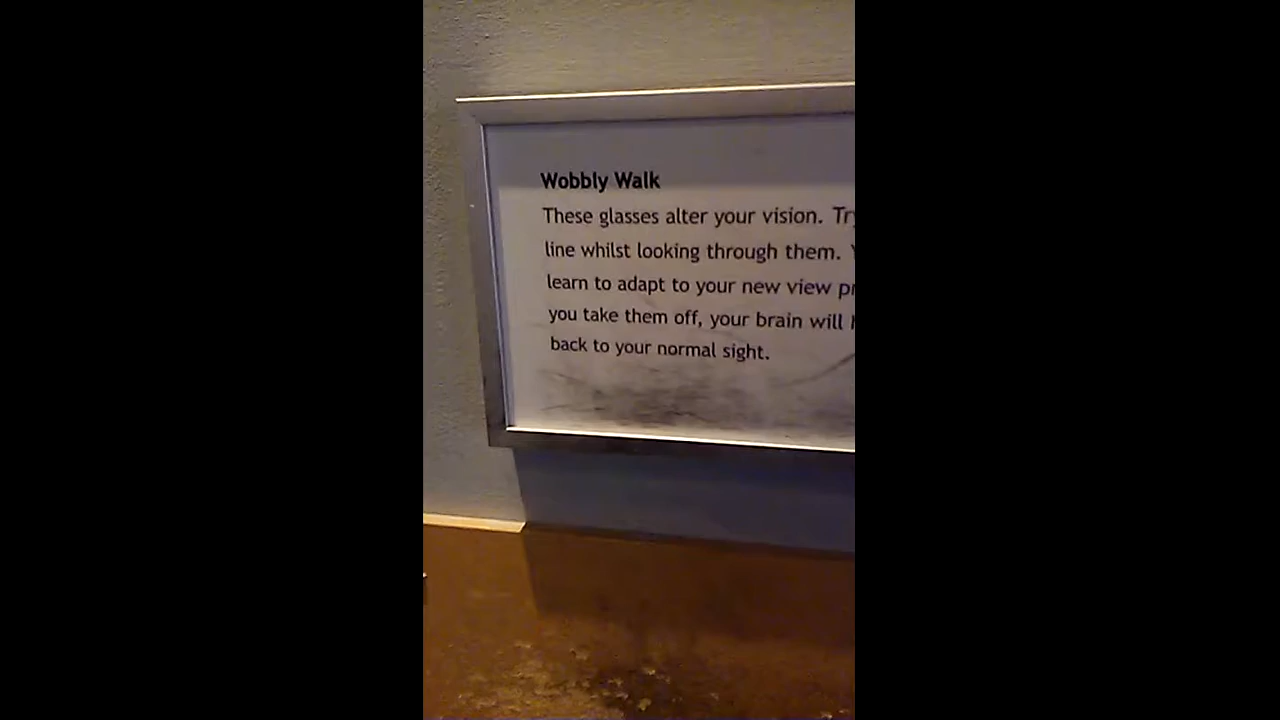 Wobbly Walk
These glasses alter your vision.
line whilst looking through them.
learn to adapt to your new view
you take them off, your brain will
back to your normal sight.